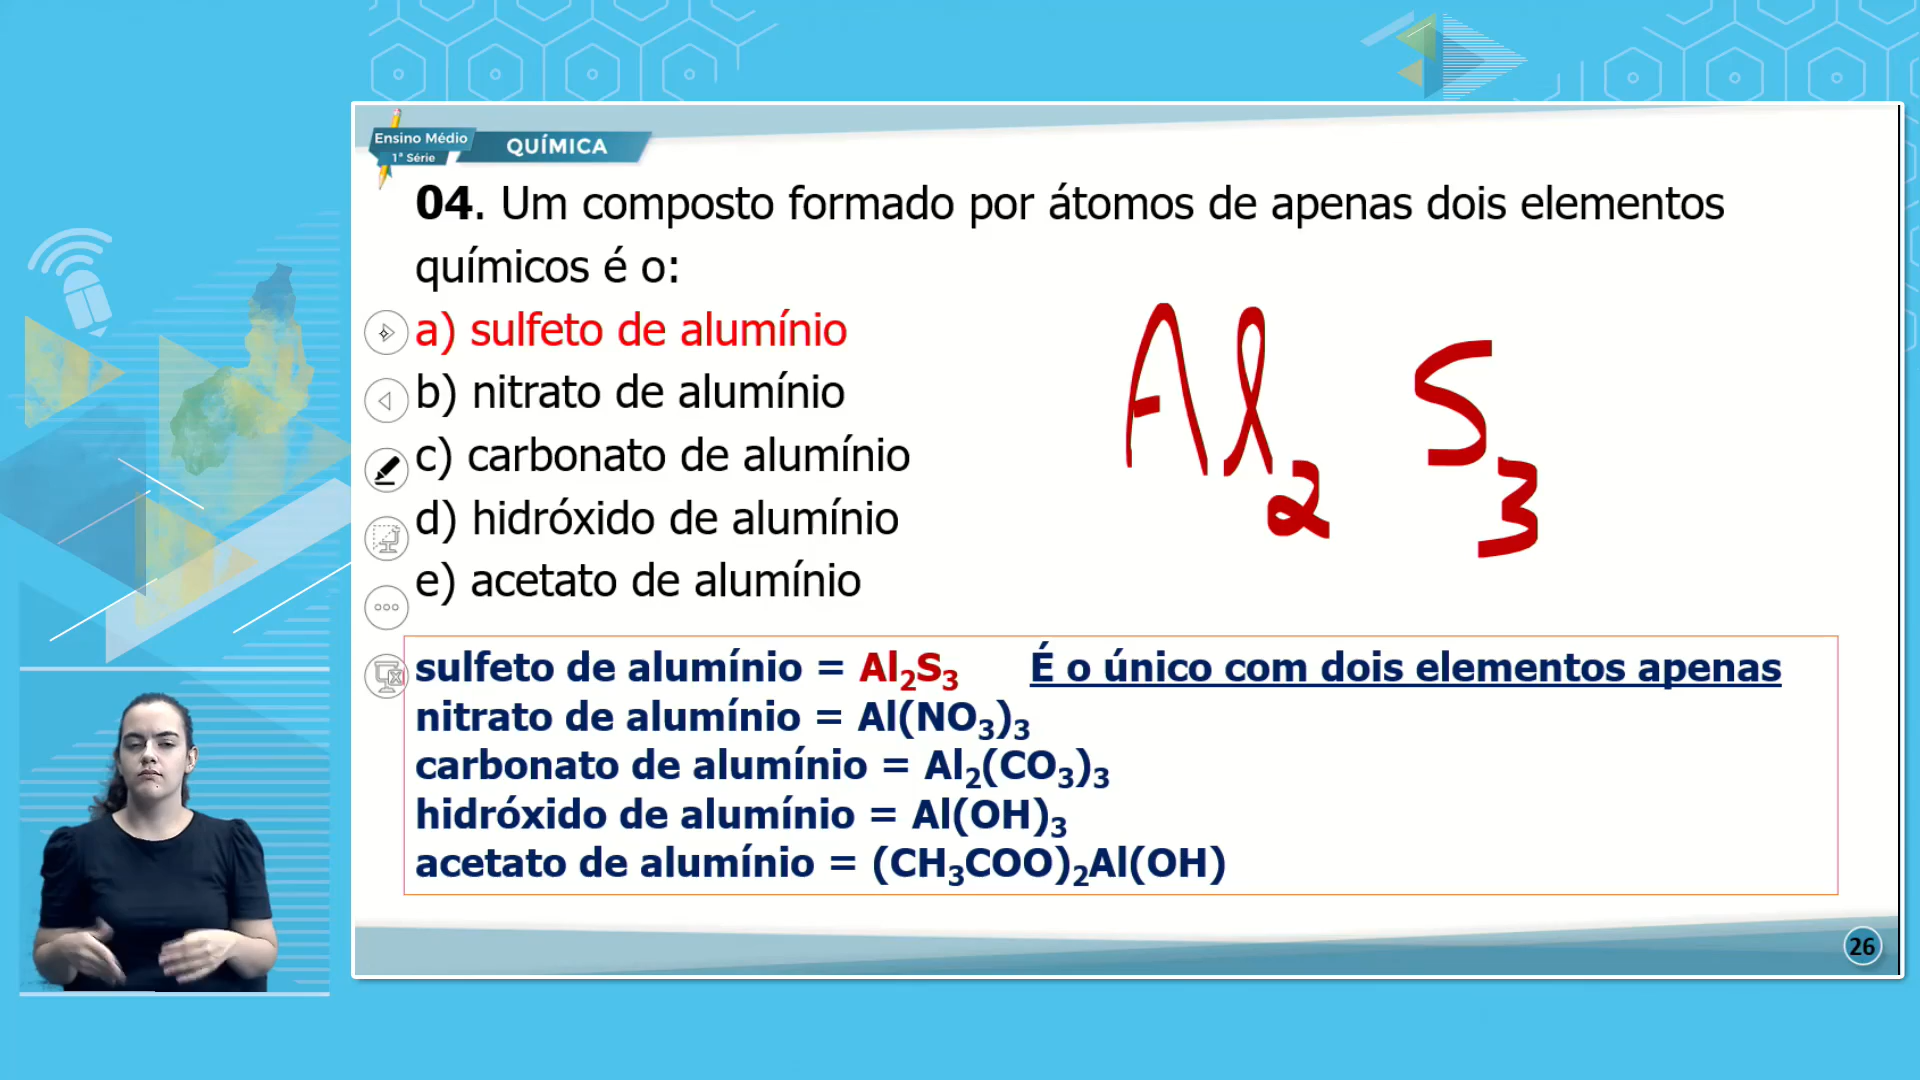 Ensino Médio
1ª Série
QUÍMICA
04. Um composto formado por átomos de apenas dois elementos
químicos é o:
a) sulfeto de alumínio
b) nitrato de alumínio
c) carbonato de alumínio
d) hidróxido de alumínio
e) acetato de alumínio
Al₂ S₃
sulfeto de alumínio = Al₂S₃ É o único com dois elementos apenas
nitrato de alumínio = Al(NO₃)₃
carbonato de alumínio = Al₂(CO₃)₃
hidróxido de alumínio = Al(OH)₃
acetato de alumínio = (CH₃COO)₂Al(OH)
26